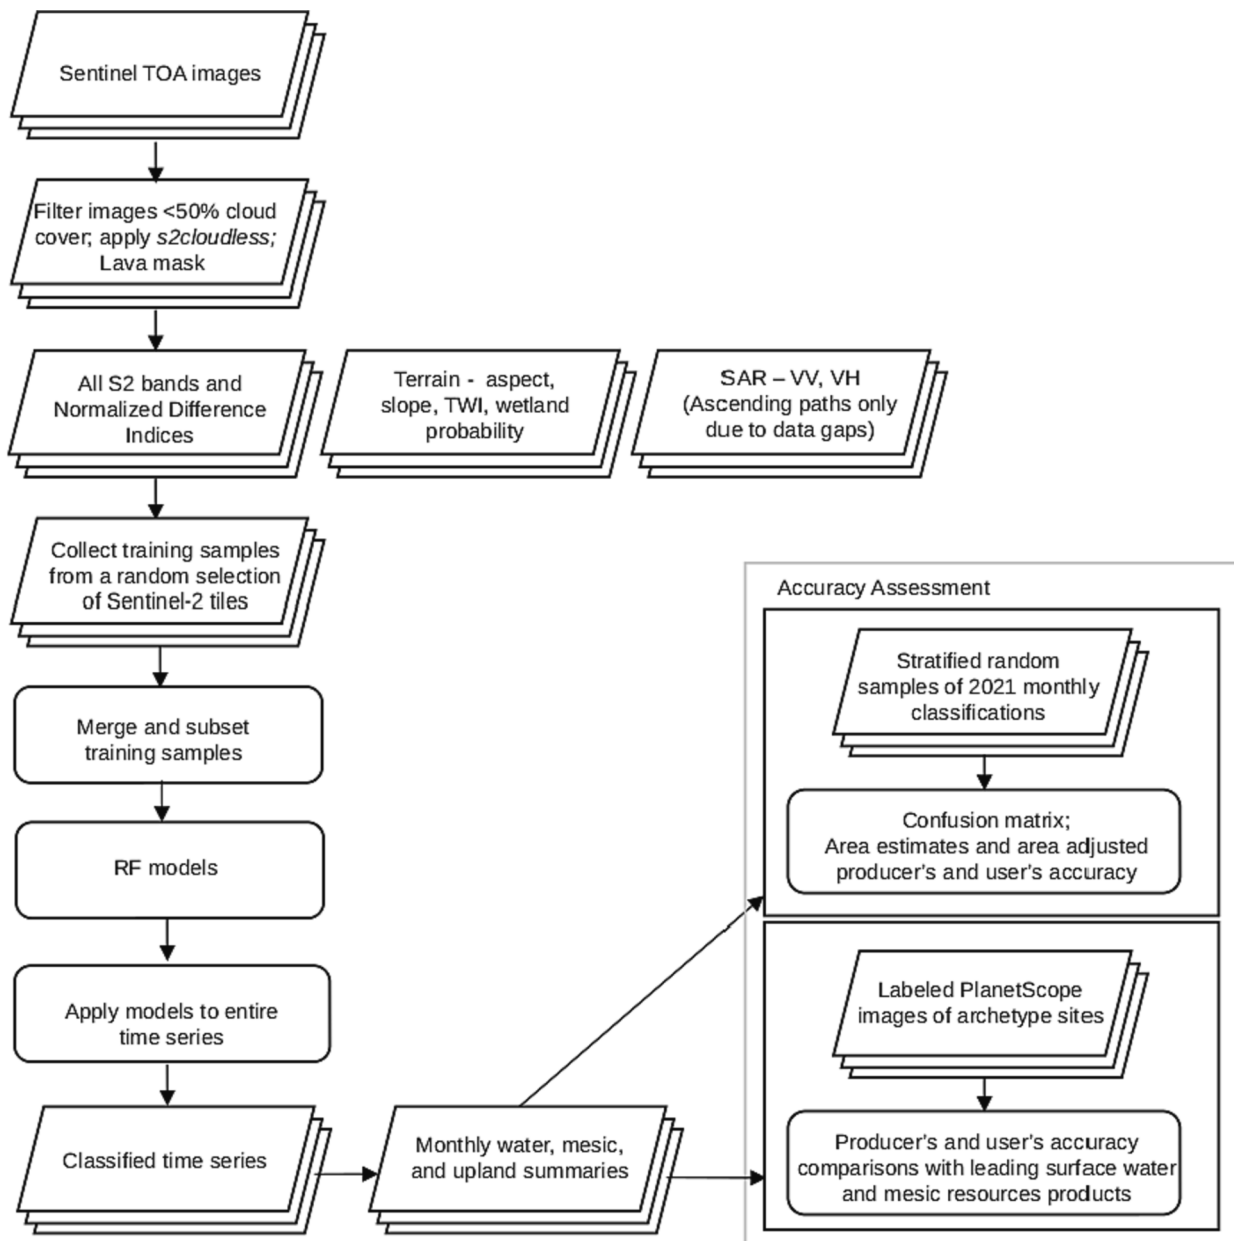 Sentinel TOA images
Filter images <50% cloud
cover; apply s2cloudless;
Lava mask
All S2 bands and
Normalized Difference
Indices
Terrain - aspect,
slope, TWI, wetland
probability
SAR – VV, VH
(Ascending paths only
due to data gaps)
Collect training samples
from a random selection
of Sentinel-2 tiles
Merge and subset
training samples
RF models
Apply models to entire
time series
Classified time series
Monthly water, mesic,
and upland summaries
Accuracy Assessment
Stratified random
samples of 2021 monthly
classifications
Confusion matrix;
Area estimates and area adjusted
producer's and user's accuracy
Labeled PlanetScope
images of archetype sites
Producer's and user's accuracy
comparisons with leading surface water
and mesic resources products